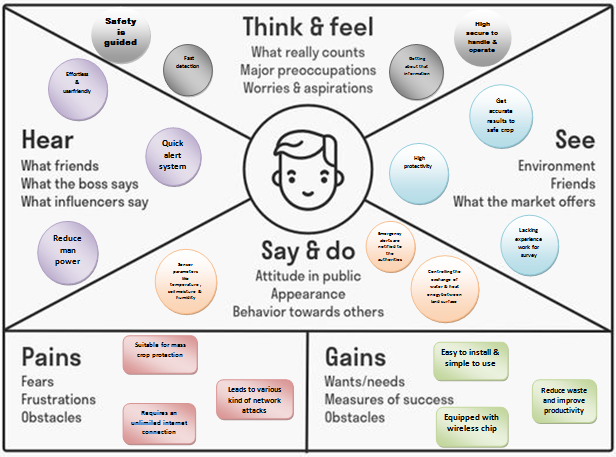 Think & feel
What really counts
Major preoccupations
Worries & aspirations
Safety
is
guided
Fast
detection
Getting
about that
information
High
secure to
handle &
operate
Hear
What friends
What the boss says
What influencers say
Effortless
&
userfriendly
Quick
alert
system
Reduce
man
power
See
Environment
Friends
What the market offers
Get
accurate
results to
safe crop
High
protectivity
Lacking
experience
work for
survey
Say & do
Attitude in public
Appearance
Behavior towards others
Sensor
parameters
like
temperature,
soil moisture &
humidity
Emergency
alerts are
notified to
the
authorities
Controlling the
exchange of
water & heat
energy between
land surface
Pains
Fears
Frustrations
Obstacles
Suitable for mass
crop protection
Leads to various
kind of network
attacks
Requires an
unlimited internet
connection
Gains
Wants/needs
Measures of success
Obstacles
Easy to install &
simple to use
Reduce waste
and improve
productivity
Equipped with
wireless chip